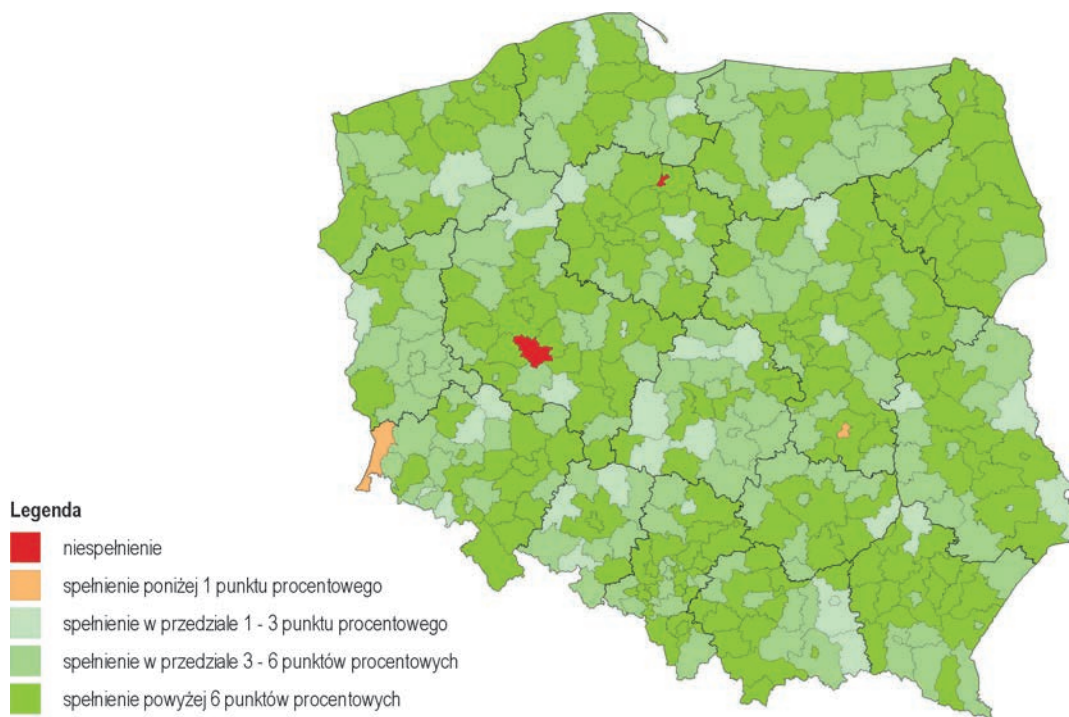 Legenda
niespełnienie
spełnienie poniżej 1 punktu procentowego
spełnienie w przedziale 1 - 3 punktu procentowego
spełnienie w przedziale 3 - 6 punktów procentowych
spełnienie powyżej 6 punktów procentowych